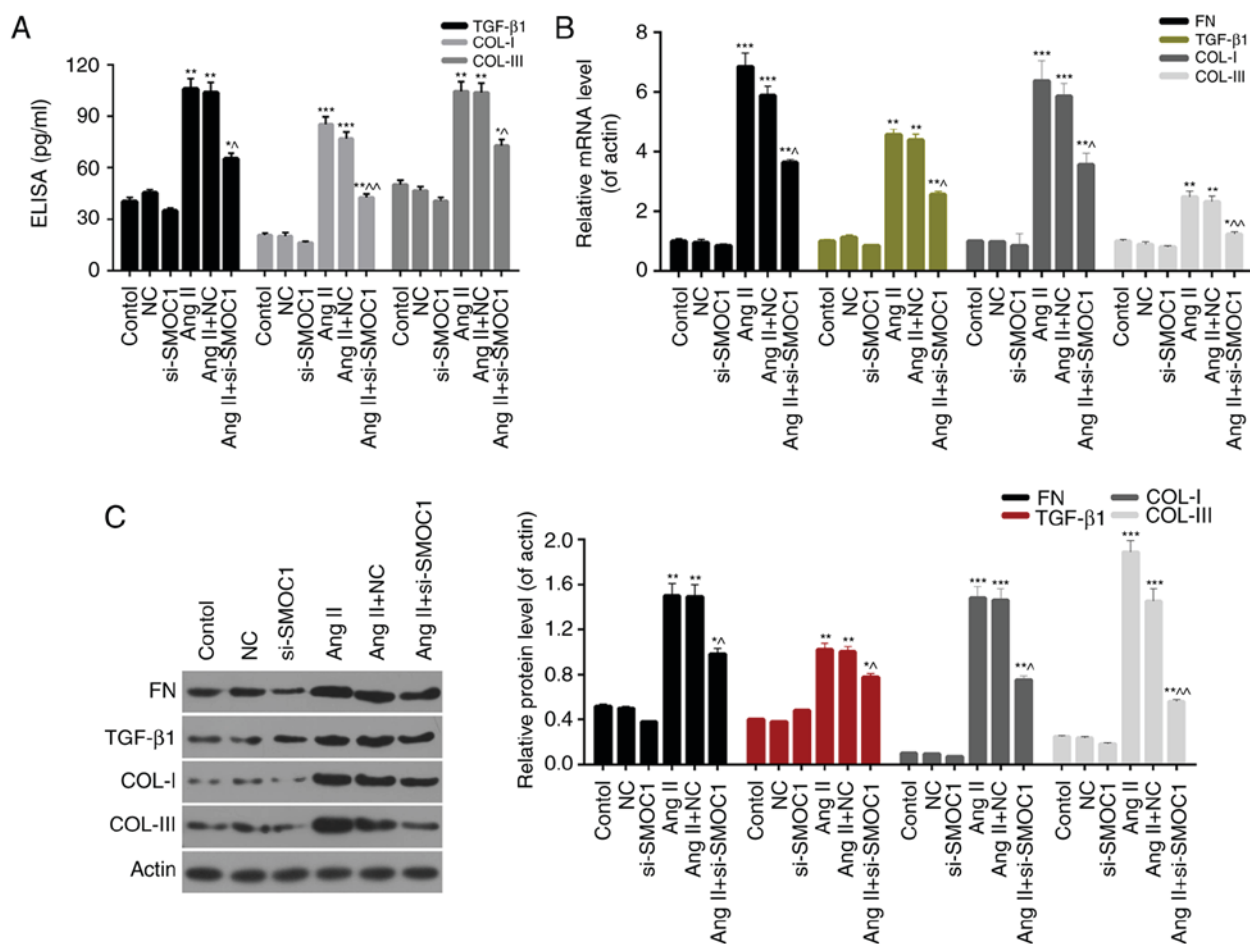 A
TGF-β1
COL-I
COL-III
ELISA (pg/ml)
120
90
60
30
0
** ** *^ *** *** **^^ ** ** *^
Contol NC si-SMOC1 Ang II Ang II+NC Ang II+si-SMOC1 Contol NC si-SMOC1 Ang II Ang II+NC Ang II+si-SMOC1 Contol NC si-SMOC1 Ang II Ang II+NC Ang II+si-SMOC1
B
FN
TGF-β1
COL-I
COL-III
Relative mRNA level
(of actin)
8
6
4
2
0
*** *** **^ ** ** **^ *** *** **^ ** ** *^^
Contol NC si-SMOC1 Ang II Ang II+NC Ang II+si-SMOC1 Contol NC si-SMOC1 Ang II Ang II+NC Ang II+si-SMOC1 Contol NC si-SMOC1 Ang II Ang II+NC Ang II+si-SMOC1 Contol NC si-SMOC1 Ang II Ang II+NC Ang II+si-SMOC1
C
Contol NC si-SMOC1 Ang II Ang II+NC Ang II+si-SMOC1
FN
TGF-β1
COL-I
COL-III
Actin
FN COL-I
TGF-β1 COL-III
Relative protein level (of actin)
2.0
1.6
1.2
0.8
0.4
0.0
** ** *^ ** ** *^ *** *** **^ *** *** **^^
Contol NC si-SMOC1 Ang II Ang II+NC Ang II+si-SMOC1 Contol NC si-SMOC1 Ang II Ang II+NC Ang II+si-SMOC1 Contol NC si-SMOC1 Ang II Ang II+NC Ang II+si-SMOC1 Contol NC si-SMOC1 Ang II Ang II+NC Ang II+si-SMOC1